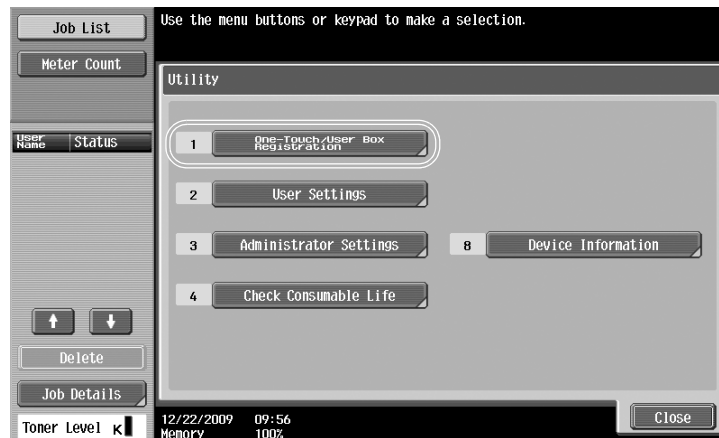 Job List
Use the menu buttons or keypad to make a selection.
Meter Count
Utility
User Name Status
1 One-Touch/User Box Registration
2 User Settings
3 Administrator Settings
8 Device Information
4 Check Consumable Life
Delete
Job Details
Close
Toner Level K
12/22/2009 09:56
Memory 100%